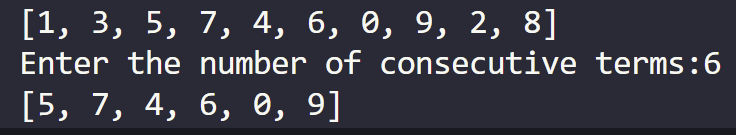 [1, 3, 5, 7, 4, 6, 0, 9, 2, 8]
Enter the number of consecutive terms:6
[5, 7, 4, 6, 0, 9]